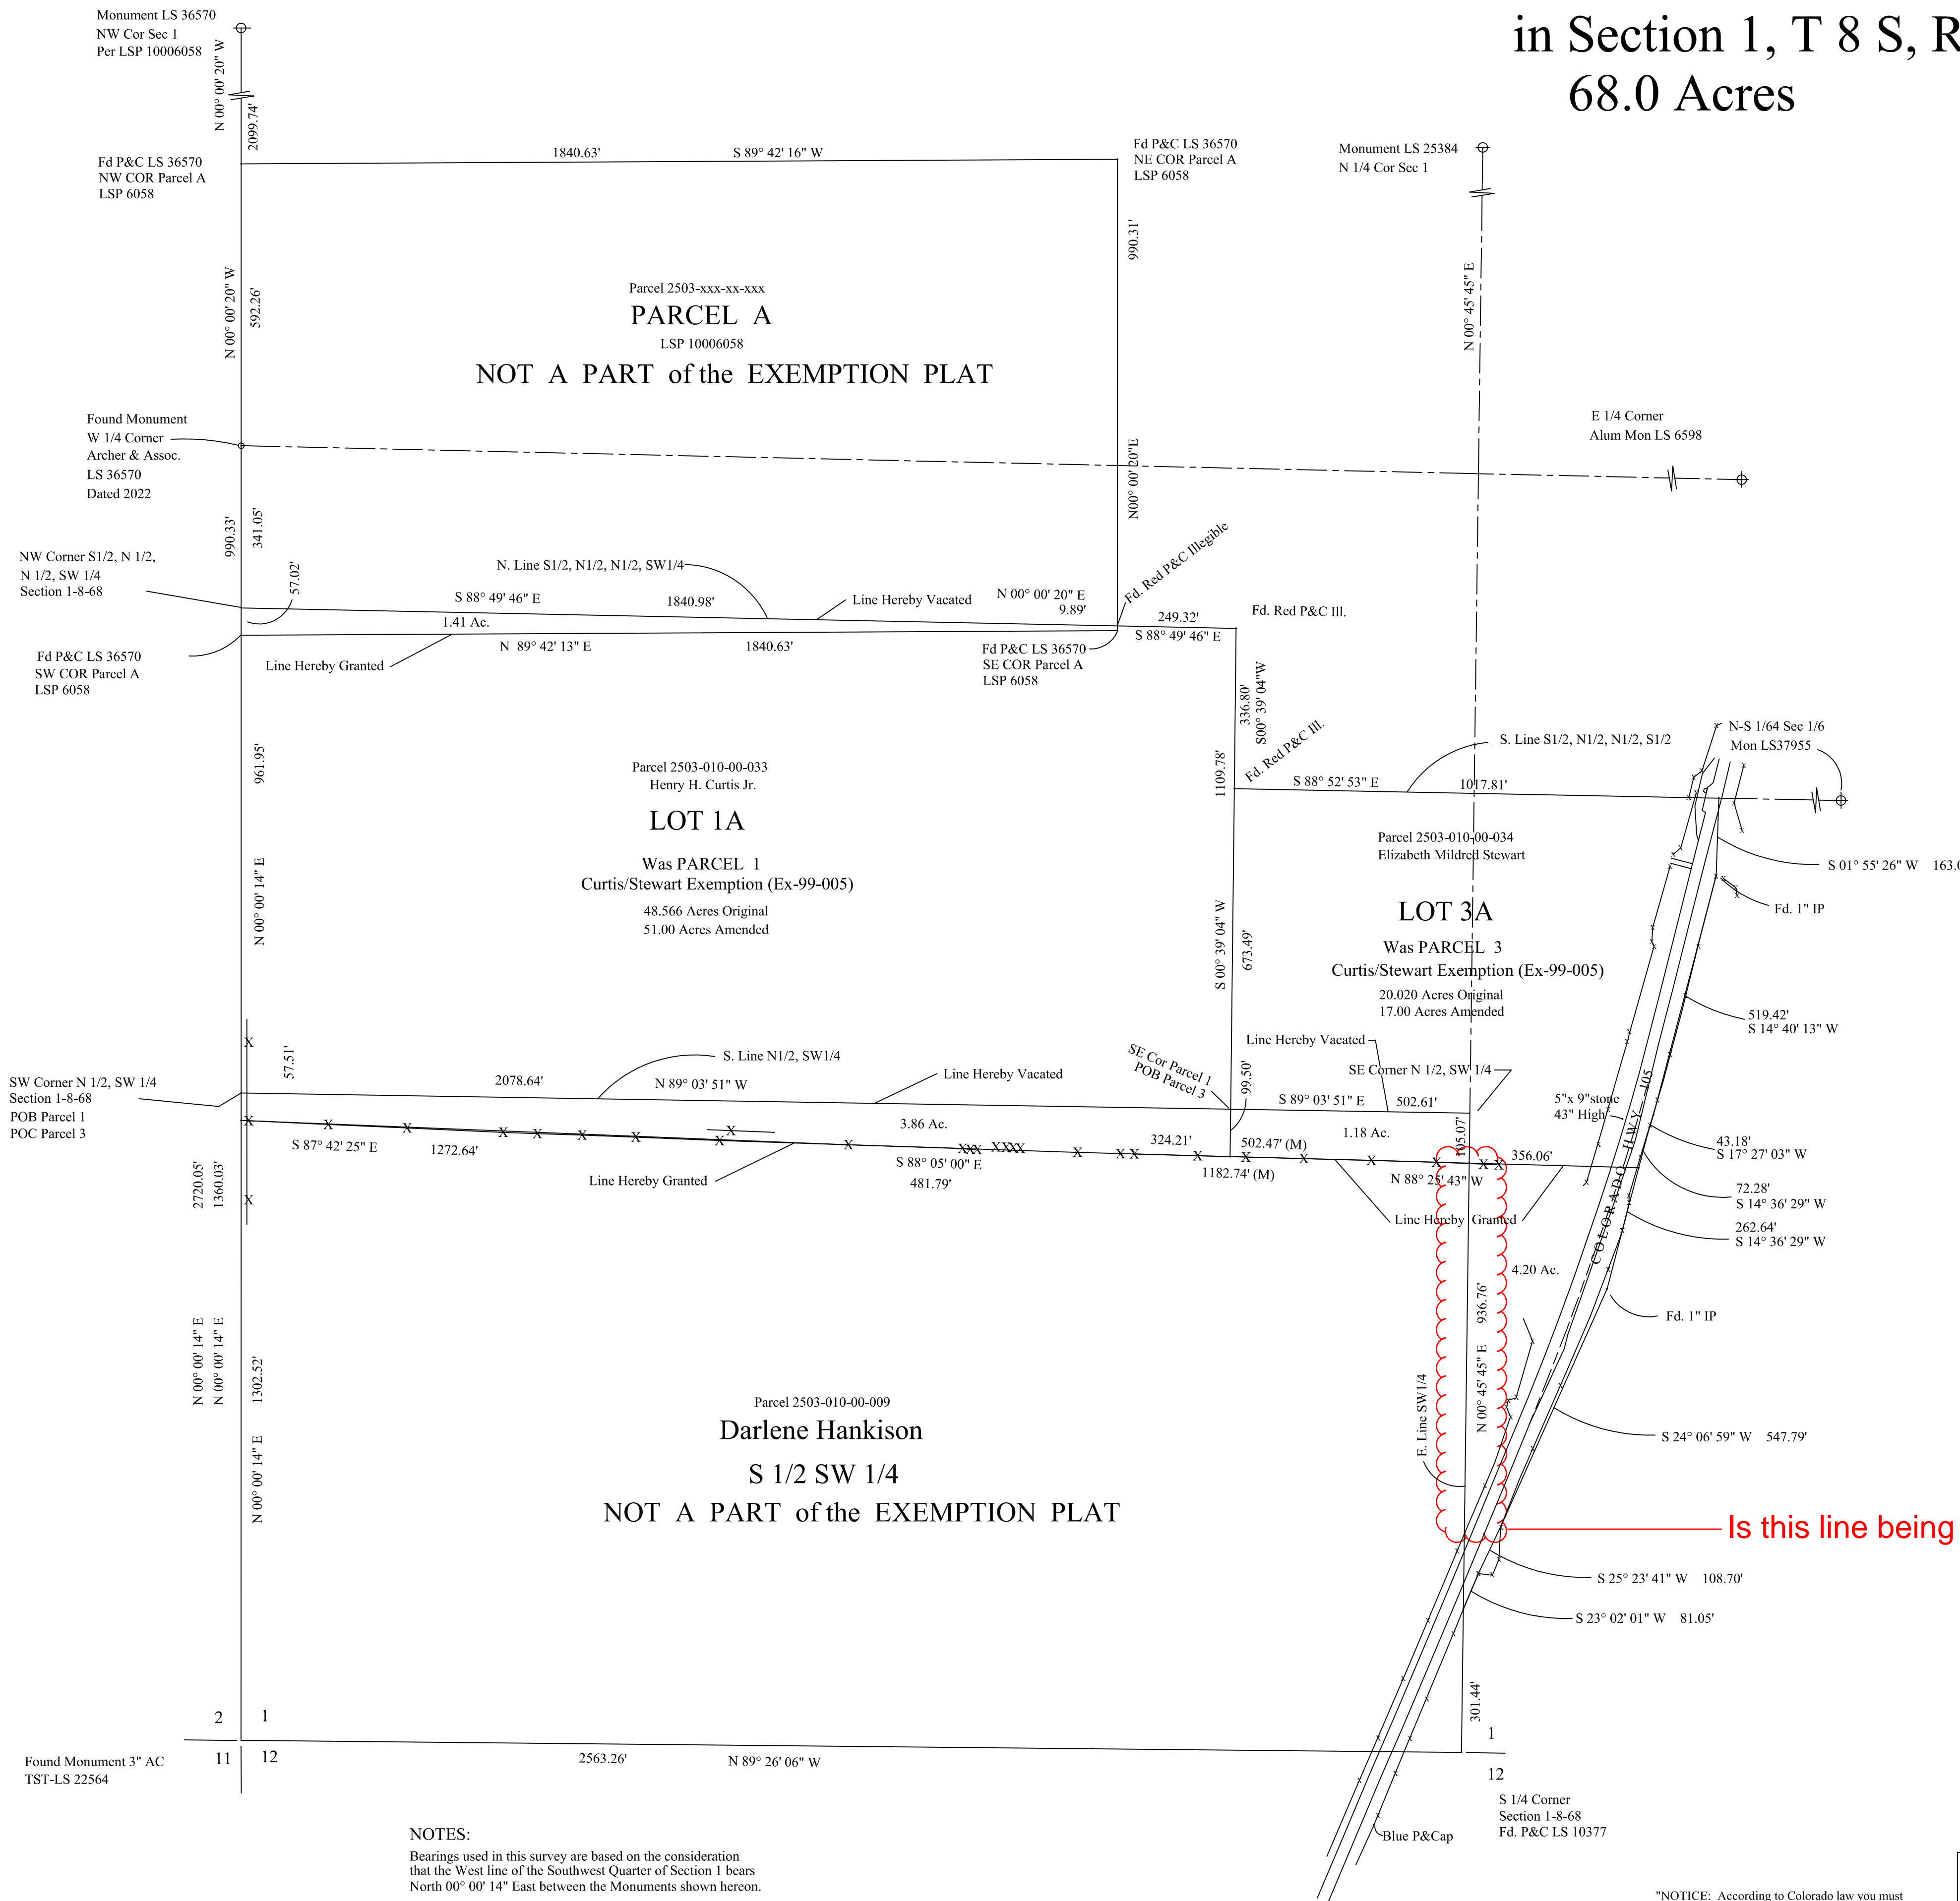 in Section 1, T 8 S, R
68.0 Acres
Monument LS 36570
NW Cor Sec 1
Per LSP 10006058
N 00° 00' 20" W
2099.74'
Fd P&C LS 36570
NW COR Parcel A
LSP 6058
1840.63'
S 89° 42' 16" W
Fd P&C LS 36570
NE COR Parcel A
LSP 6058
Monument LS 25384
N 1/4 Cor Sec 1
990.31'
N 00° 45' 45" E
N 00° 00' 20" W
592.26'
Parcel 2503-xxx-xx-xxx
PARCEL A
LSP 10006058
NOT A PART of the EXEMPTION PLAT
Found Monument
W 1/4 Corner
Archer & Assoc.
LS 36570
Dated 2022
E 1/4 Corner
Alum Mon LS 6598
N00° 00' 20"E
990.33'
341.05'
NW Corner S1/2, N 1/2,
N 1/2, SW 1/4
Section 1-8-68
57.02'
N. Line S1/2, N1/2, N1/2, SW1/4
S 88° 49' 46" E
1840.98'
Line Hereby Vacated
N 00° 00' 20" E
9.89'
Fd. Red P&C Illegible
249.32'
S 88° 49' 46" E
Fd. Red P&C Ill.
1.41 Ac.
N 89° 42' 13" E
1840.63'
Fd P&C LS 36570
SW COR Parcel A
LSP 6058
Line Hereby Granted
Fd P&C LS 36570
SE COR Parcel A
LSP 6058
336.80'
S00° 39' 04"W
Fd. Red P&C Ill.
1109.78'
S. Line S1/2, N1/2, N1/2, S1/2
N-S 1/64 Sec 1/6
Mon LS37955
S 88° 52' 53" E
1017.81'
961.95'
N 00° 00' 14" E
Parcel 2503-010-00-033
Henry H. Curtis Jr.
LOT 1A
Was PARCEL 1
Curtis/Stewart Exemption (Ex-99-005)
48.566 Acres Original
51.00 Acres Amended
Parcel 2503-010-00-034
Elizabeth Mildred Stewart
LOT 3A
Was PARCEL 3
Curtis/Stewart Exemption (Ex-99-005)
20.020 Acres Original
17.00 Acres Amended
S 00° 39' 04" W
673.49'
S 01° 55' 26" W 163.0
Fd. 1" IP
519.42'
S 14° 40' 13" W
SW Corner N 1/2, SW 1/4
Section 1-8-68
POB Parcel 1
POC Parcel 3
57.51'
2078.64'
S. Line N1/2, SW1/4
N 89° 03' 51" W
Line Hereby Vacated
SE Cor Parcel 1
POB Parcel 3
99.50'
Line Hereby Vacated
SE Corner N 1/2, SW 1/4
S 89° 03' 51" E
502.61'
5"x 9"stone
43" High
COLORADO HWY 105
43.18'
S 17° 27' 03" W
72.28'
S 14° 36' 29" W
262.64'
S 14° 36' 29" W
S 87° 42' 25" E
1272.64'
3.86 Ac.
Line Hereby Granted
S 88° 05' 00" E
481.79'
324.21'
502.47' (M)
1182.74' (M)
1.18 Ac.
105.07'
356.06'
N 88° 25' 43" W
Line Hereby Granted
4.20 Ac.
Fd. 1" IP
2720.05'
1360.03'
N 00° 00' 14" E
N 00° 00' 14" E
1302.52'
N 00° 00' 14" E
936.76'
N 00° 45' 45" E
E. Line SW1/4
Parcel 2503-010-00-009
Darlene Hankison
S 1/2 SW 1/4
NOT A PART of the EXEMPTION PLAT
S 24° 06' 59" W 547.79'
Is this line being
S 25° 23' 41" W 108.70'
S 23° 02' 01" W 81.05'
301.44'
2 1
11 12
1
12
Found Monument 3" AC
TST-LS 22564
2563.26'
N 89° 26' 06" W
S 1/4 Corner
Section 1-8-68
Fd. P&C LS 10377
Blue P&Cap
NOTES:
Bearings used in this survey are based on the consideration
that the West line of the Southwest Quarter of Section 1 bears
North 00° 00' 14" East between the Monuments shown hereon.
"NOTICE: According to Colorado law you must